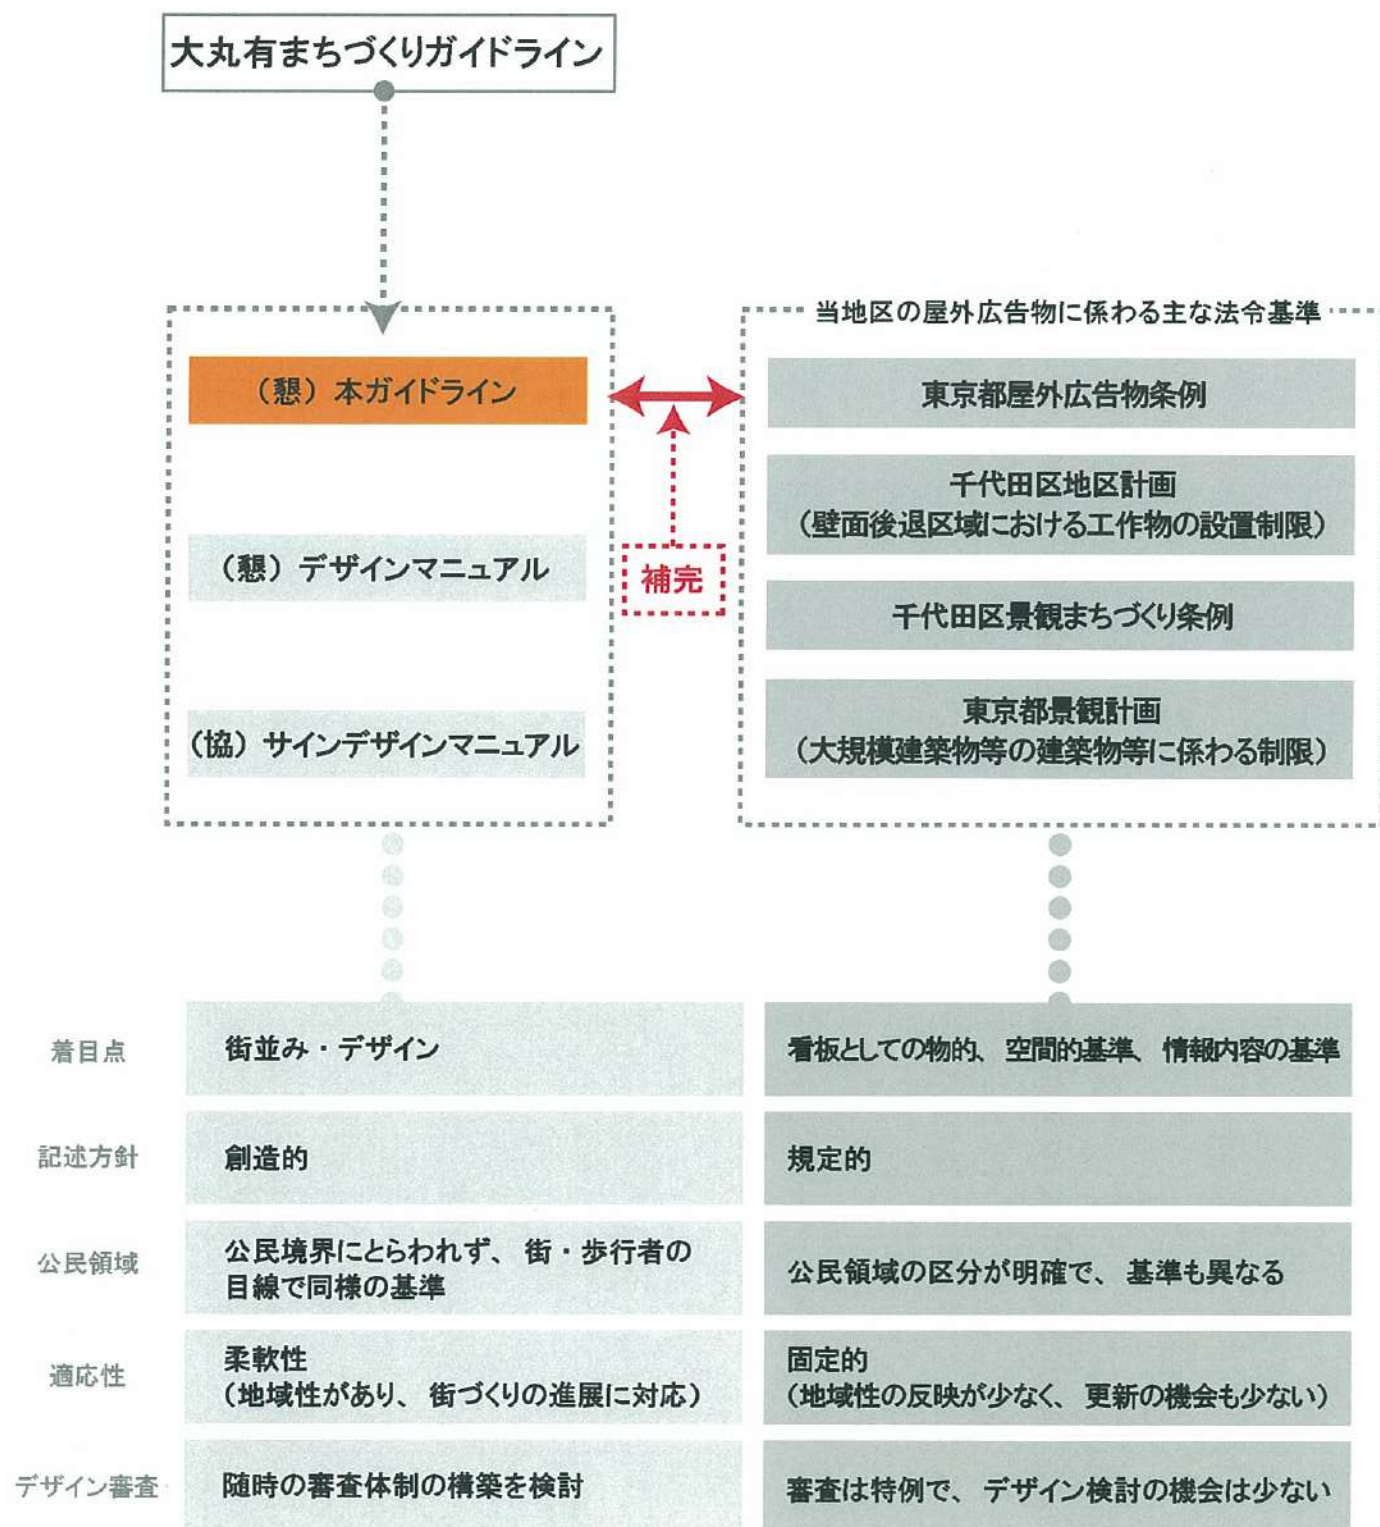 大丸有まちづくりガイドライン
（懇）本ガイドライン
（懇）デザインマニュアル
（協）サインデザインマニュアル
補完
当地区の屋外広告物に係わる主な法令基準
東京都屋外広告物条例
千代田区地区計画
（壁面後退区域における工作物の設置制限）
千代田区景観まちづくり条例
東京都景観計画
（大規模建築物等の建築物等に係わる制限）
着目点
街並み・デザイン
看板としての物的、空間的基準、情報内容の基準
記述方針
創造的
規定的
公民領域
公民境界にとらわれず、街・歩行者の
目線で同様の基準
公民領域の区分が明確で、基準も異なる
適応性
柔軟性
（地域性があり、街づくりの進展に対応）
固定的
（地域性の反映が少なく、更新の機会も少ない）
デザイン審査
随時の審査体制の構築を検討
審査は特例で、デザイン検討の機会は少ない